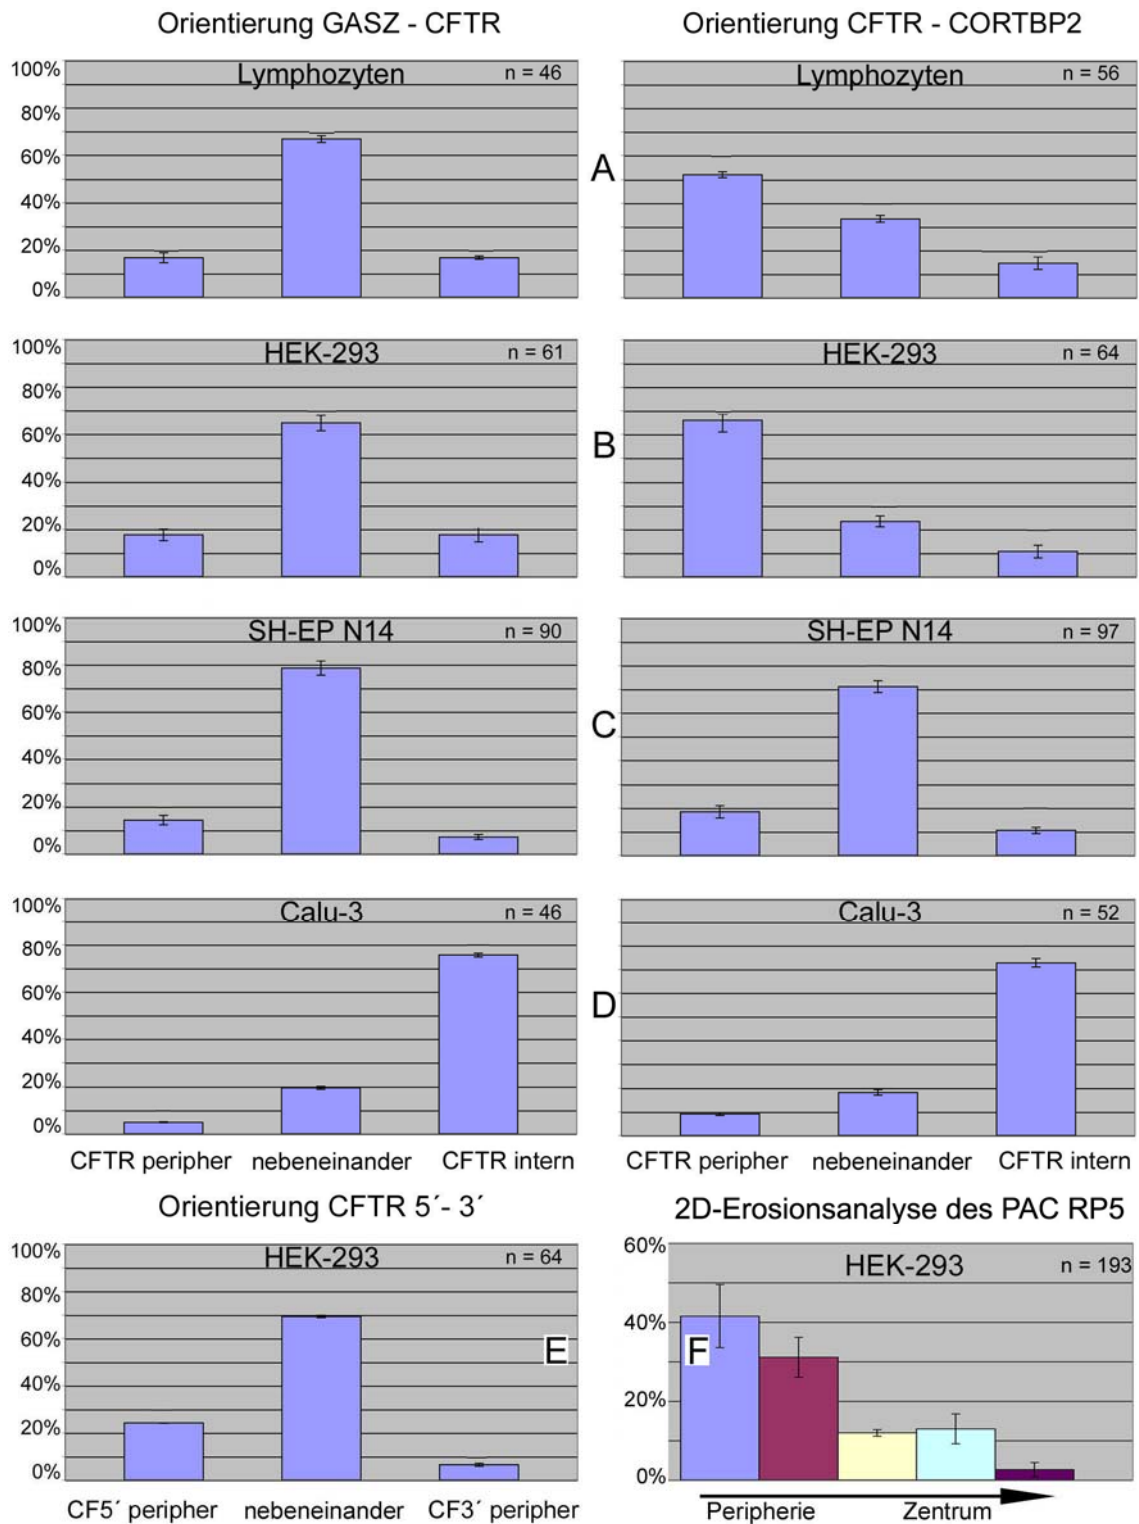 Orientierung GASZ - CFTR
Orientierung CFTR - CORTBP2
100%
80%
60%
40%
20%
0%
Lymphozyten
n = 46
A
Lymphozyten
n = 56
100%
80%
60%
40%
20%
0%
HEK-293
n = 61
B
HEK-293
n = 64
100%
80%
60%
40%
20%
0%
SH-EP N14
n = 90
C
SH-EP N14
n = 97
100%
80%
60%
40%
20%
0%
Calu-3
n = 46
D
Calu-3
n = 52
CFTR peripher nebeneinander CFTR intern
CFTR peripher nebeneinander CFTR intern
Orientierung CFTR 5´- 3´
100%
80%
60%
40%
20%
0%
HEK-293
n = 64
E
CF5´ peripher nebeneinander CF3´ peripher
2D-Erosionsanalyse des PAC RP5
60%
40%
20%
0%
HEK-293
n = 193
F
Peripherie Zentrum